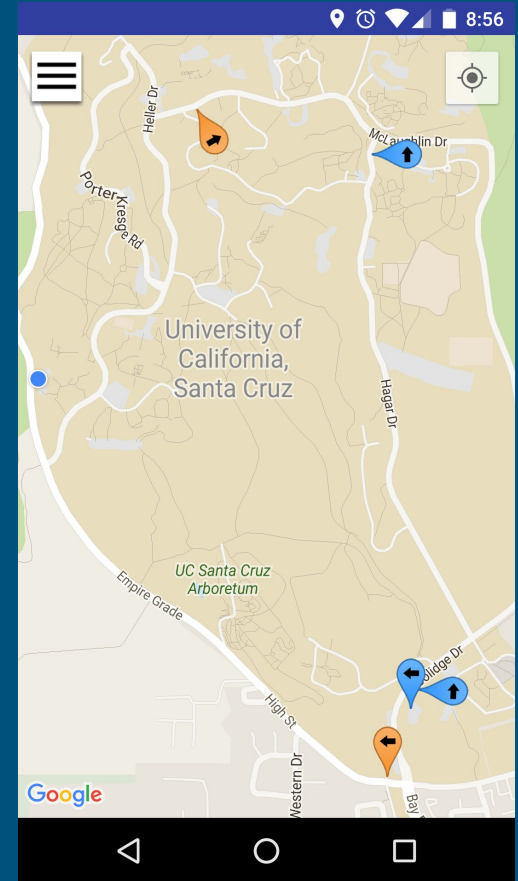 8:56
Heller Dr
McLaughlin Dr
Porter
Kresge Rd
University of
California,
Santa Cruz
Hagar Dr
UC Santa Cruz
Arboretum
Empire Grade
olidge Dr
High St
Western Dr
Bay
Google